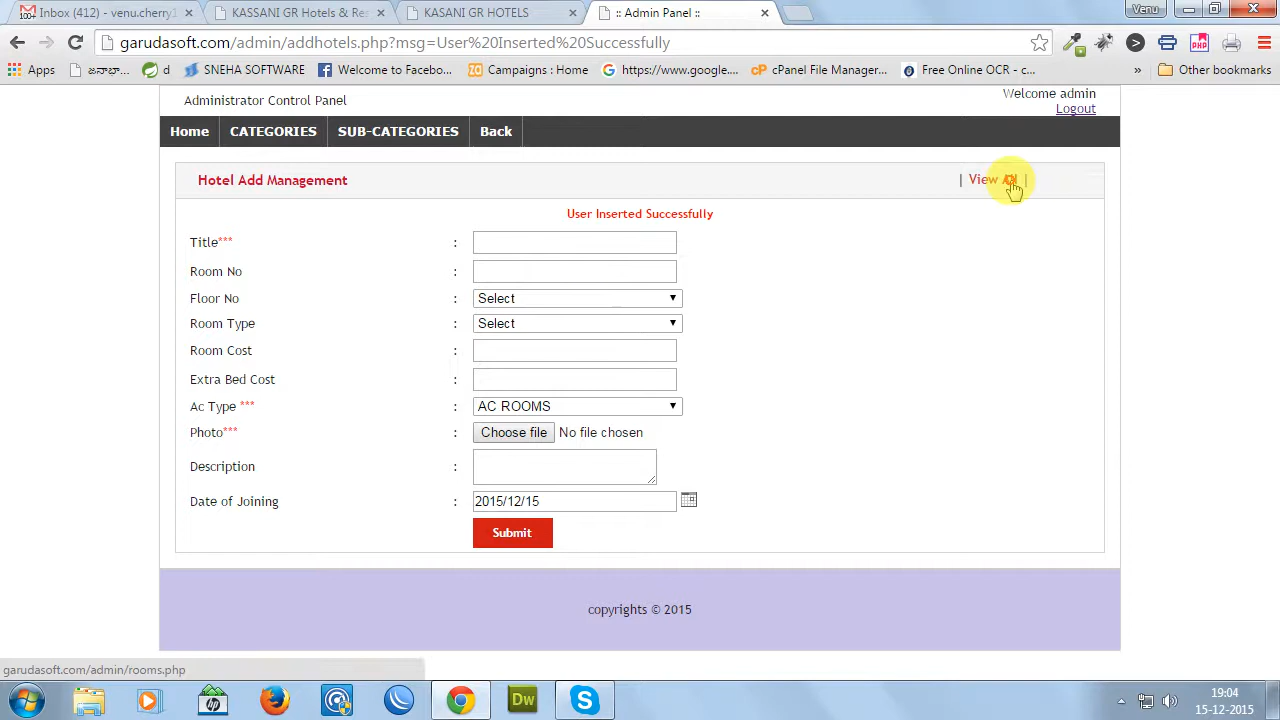 Inbox (412) - venu.cherry1
KASSANI GR Hotels & Res
KASANI GR HOTELS
:: Admin Panel ::
Venu
garudasoft.com/admin/addhotels.php?msg=User%20Inserted%20Successfully
Apps
d
SNEHA SOFTWARE
Welcome to Facebo...
Campaigns : Home
https://www.google....
cPanel File Manager...
Free Online OCR - c...
»
Other bookmarks
Administrator Control Panel
Welcome admin
Logout
Home
CATEGORIES
SUB-CATEGORIES
Back
Hotel Add Management
| View All |
User Inserted Successfully
Title***
:
Room No
:
Floor No
:
Select
Room Type
:
Select
Room Cost
:
Extra Bed Cost
:
Ac Type ***
:
AC ROOMS
Photo***
:
Choose file No file chosen
Description
:
Date of Joining
:
2015/12/15
Submit
copyrights © 2015
garudasoft.com/admin/rooms.php
hp
Dw
19:04
15-12-2015